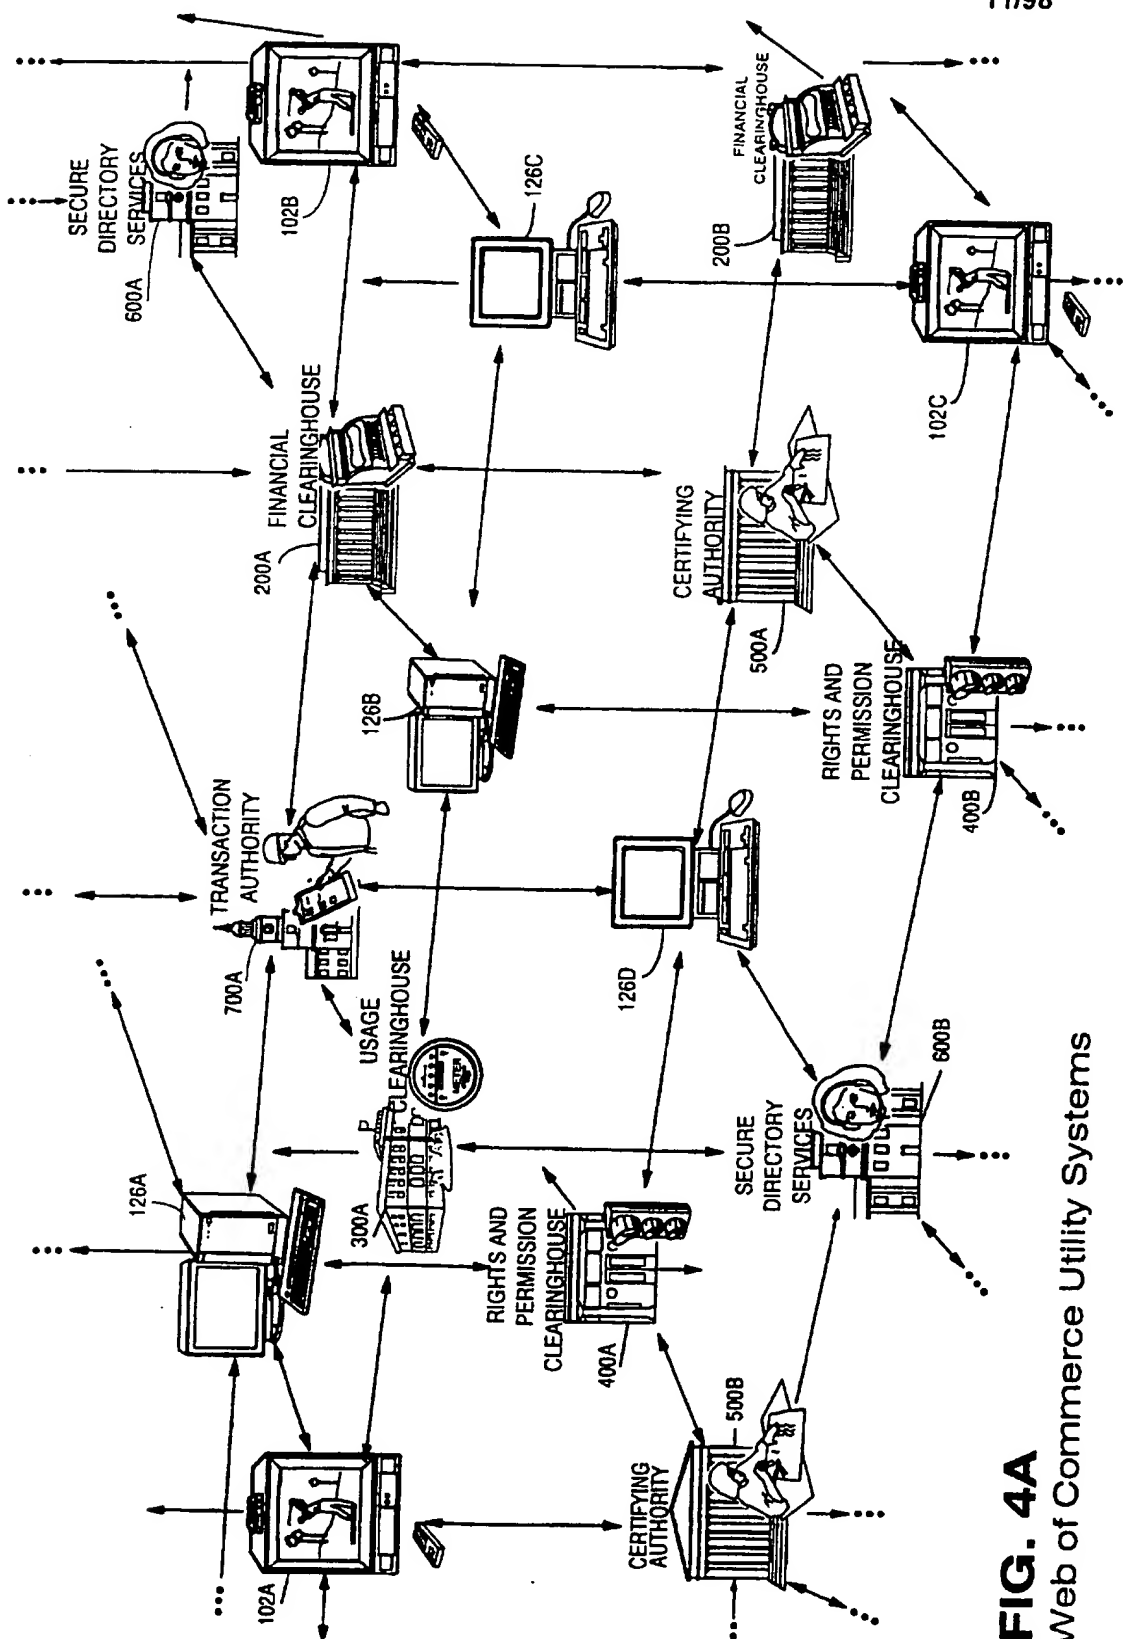 11/98
SECURE
DIRECTORY
SERVICES
600A
102B
126C
FINANCIAL
CLEARINGHOUSE
200B
102C
FINANCIAL
CLEARINGHOUSE
200A
CERTIFYING
AUTHORITY
500A
126B
RIGHTS AND
PERMISSION
CLEARINGHOUSE
400B
TRANSACTION
AUTHORITY
700A
126D
USAGE
CLEARINGHOUSE
METER
300A
126A
SECURE
DIRECTORY
SERVICES
600B
RIGHTS AND
PERMISSION
CLEARINGHOUSE
400A
102A
CERTIFYING
AUTHORITY
500B
FIG. 4A
Web of Commerce Utility Systems